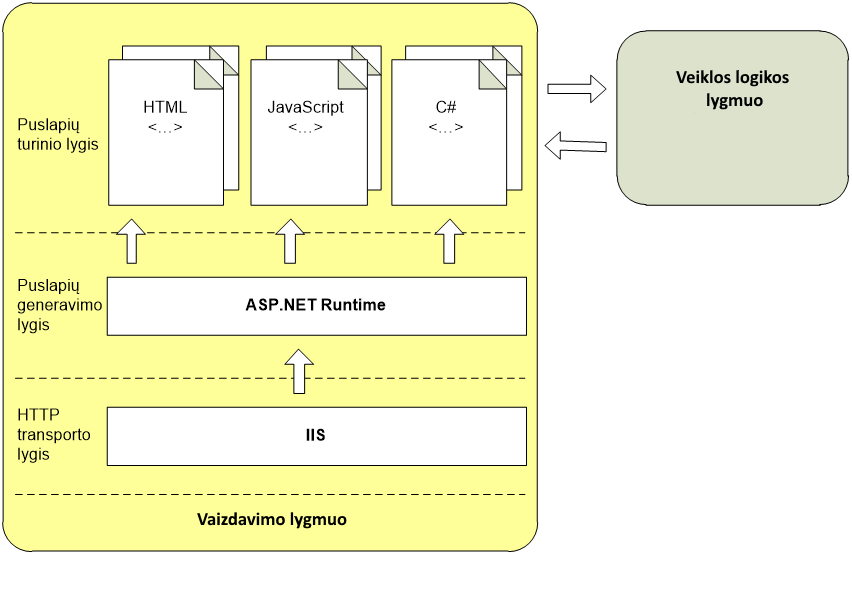 HTML
<...>
JavaScript
<...>
C#
<...>
Puslapių
turinio lygis
Veiklos logikos
lygmuo
Puslapių
generavimo
lygis
ASP.NET Runtime
HTTP
transporto
lygis
IIS
Vaizdavimo lygmuo